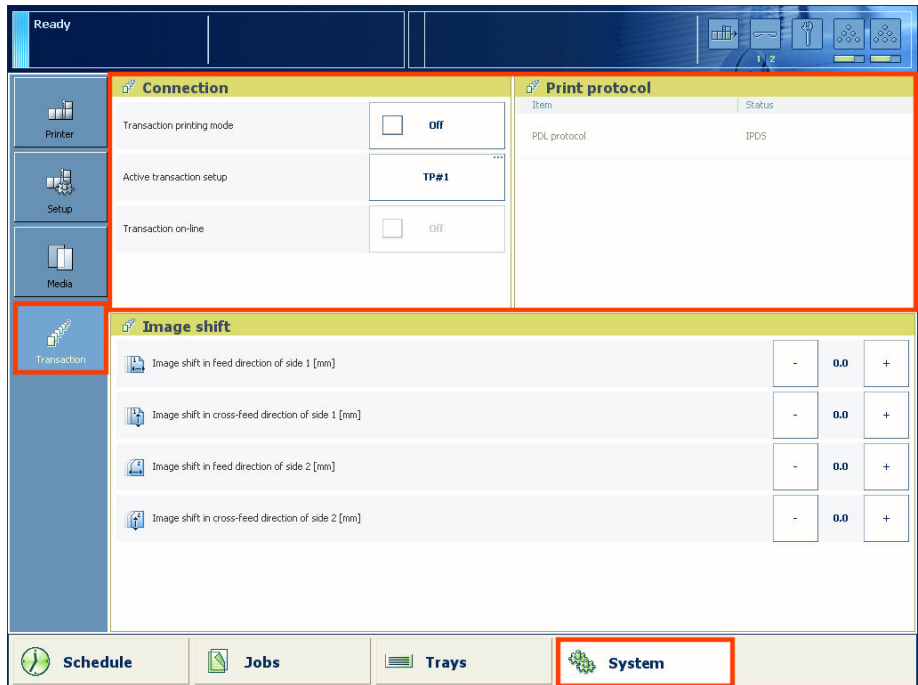 Ready
1 2
Printer
Setup
Media
Transaction
Connection
Transaction printing mode
Off
Active transaction setup
...
TP#1
Transaction on-line
Off
Print protocol
Item Status
PDL protocol IPDS
Image shift
1
Image shift in feed direction of side 1 [mm] - 0.0 +
1
Image shift in cross-feed direction of side 1 [mm] - 0.0 +
2
Image shift in feed direction of side 2 [mm] - 0.0 +
2
Image shift in cross-feed direction of side 2 [mm] - 0.0 +
Schedule Jobs Trays System